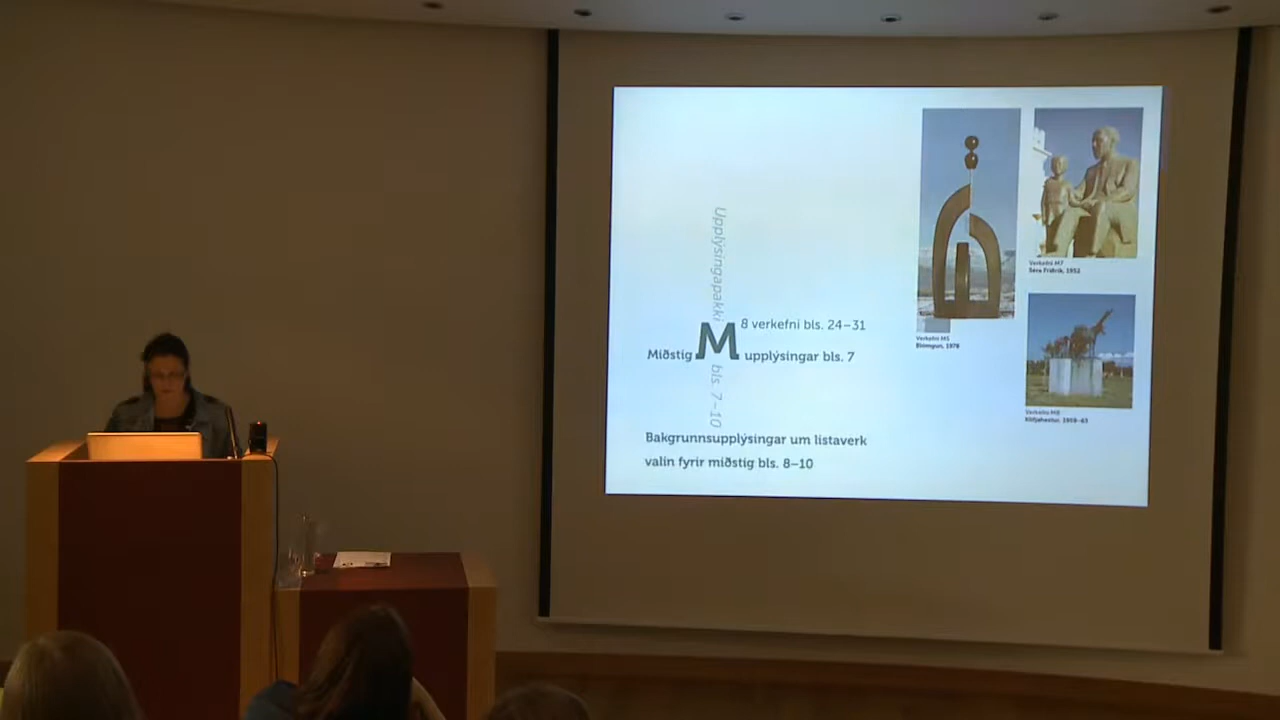 Upplýsingapakki bls. 7–10
8 verkefni bls. 24–31
Miðstig M upplýsingar bls. 7
Bakgrunnsupplýsingar um listaverk
valin fyrir miðstig bls. 8–10
Verkefni M7
Séra Friðrik, 1952
Verkefni M5
Verkefni M8